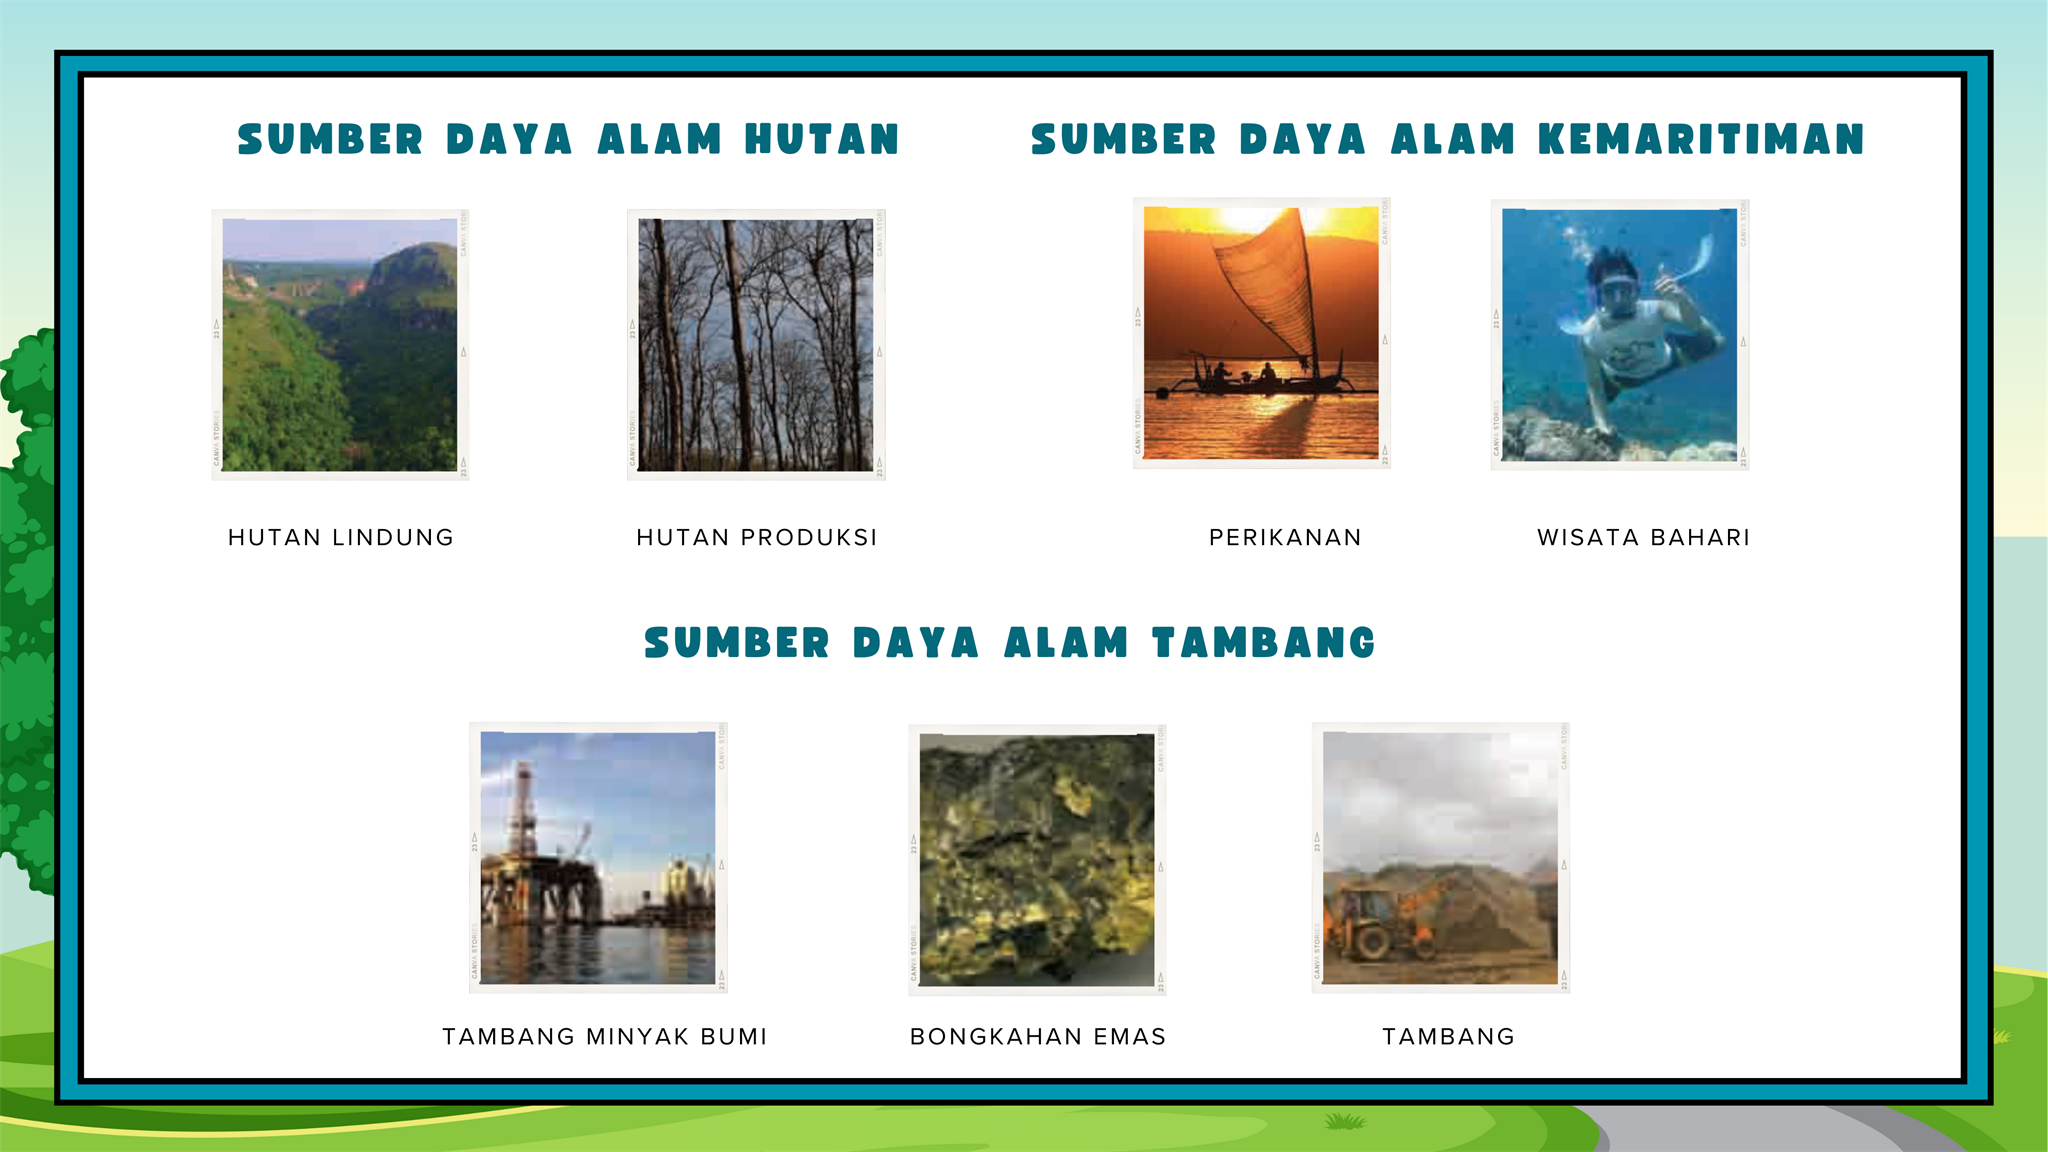 SUMBER DAYA ALAM HUTAN
HUTAN LINDUNG
HUTAN PRODUKSI
SUMBER DAYA ALAM KEMARITIMAN
PERIKANAN
WISATA BAHARI
SUMBER DAYA ALAM TAMBANG
TAMBANG MINYAK BUMI
BONGKAHAN EMAS
TAMBANG